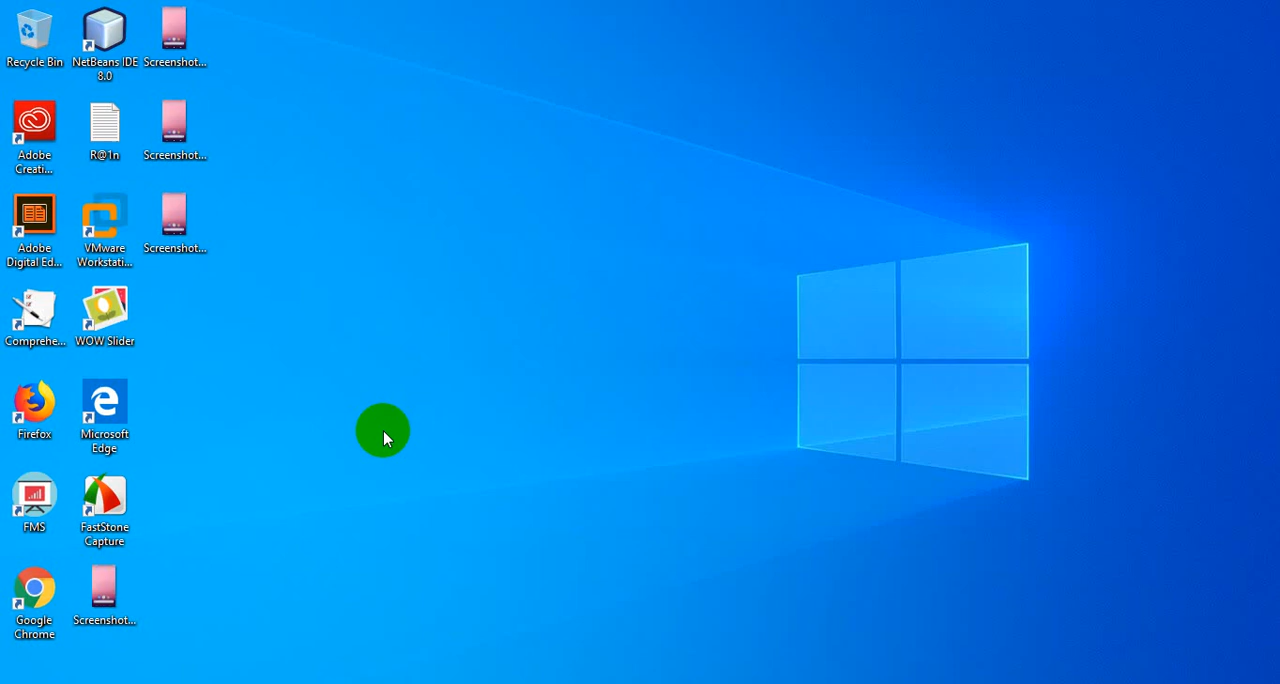 Recycle Bin
NetBeans IDE
8.0
Screenshot...
Adobe
Creati...
R@1n
Screenshot...
Adobe
Digital Ed...
VMware
Workstati...
Screenshot...
Comprehe...
WOW Slider
Firefox
Microsoft
Edge
FMS
FastStone
Capture
Google
Chrome
Screenshot...